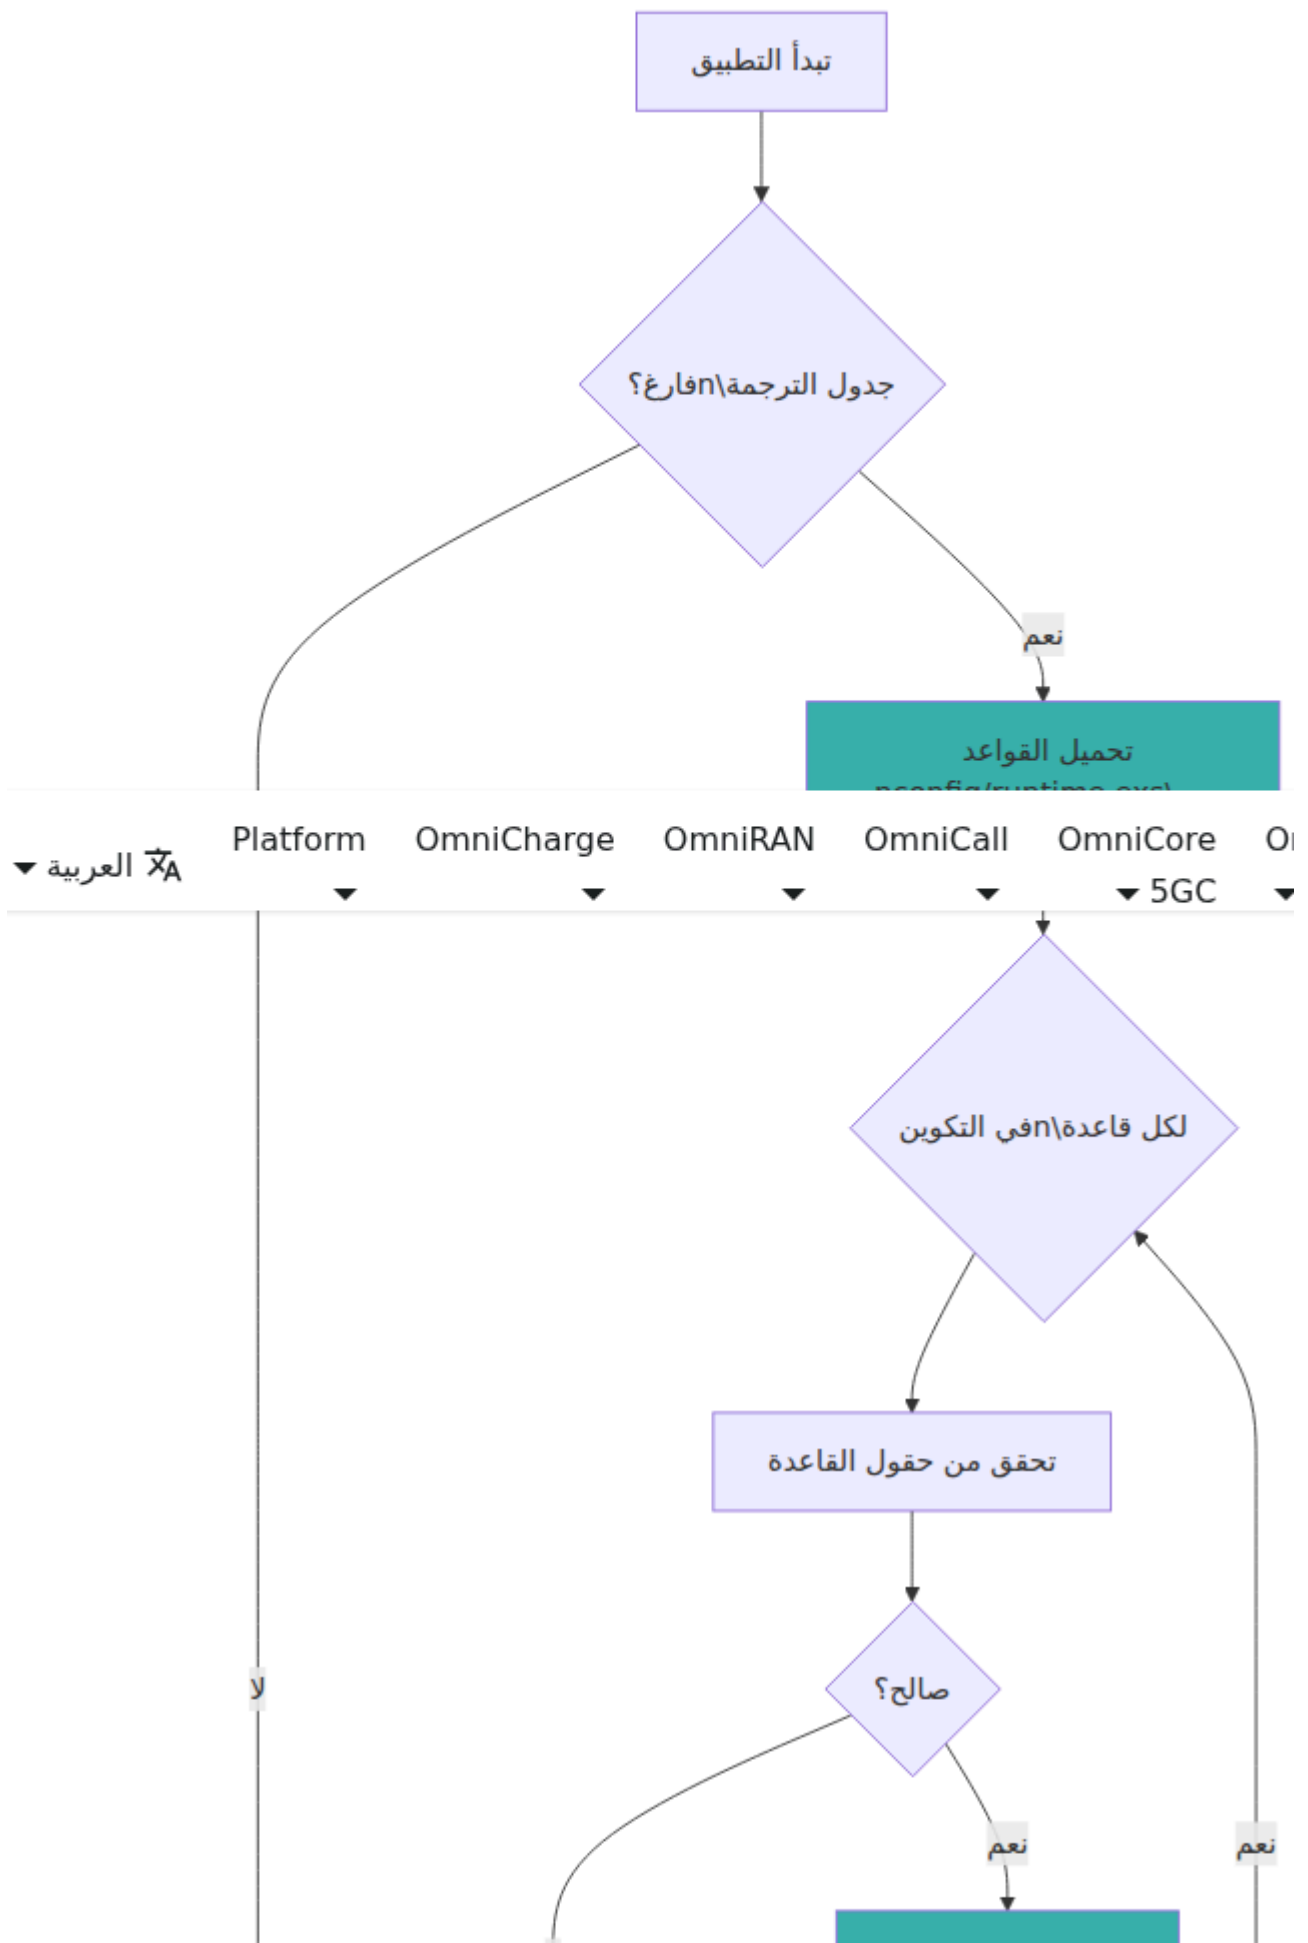 تبدأ التطبيق
جدول الترجمة\nفارغ؟
نعم
تحميل القواعد
العربية
Platform
OmniCharge
OmniRAN
OmniCall
OmniCore
5GC
لكل قاعدة\nفي التكوين
تحقق من حقول القاعدة
لا
صالح؟
نعم
نعم